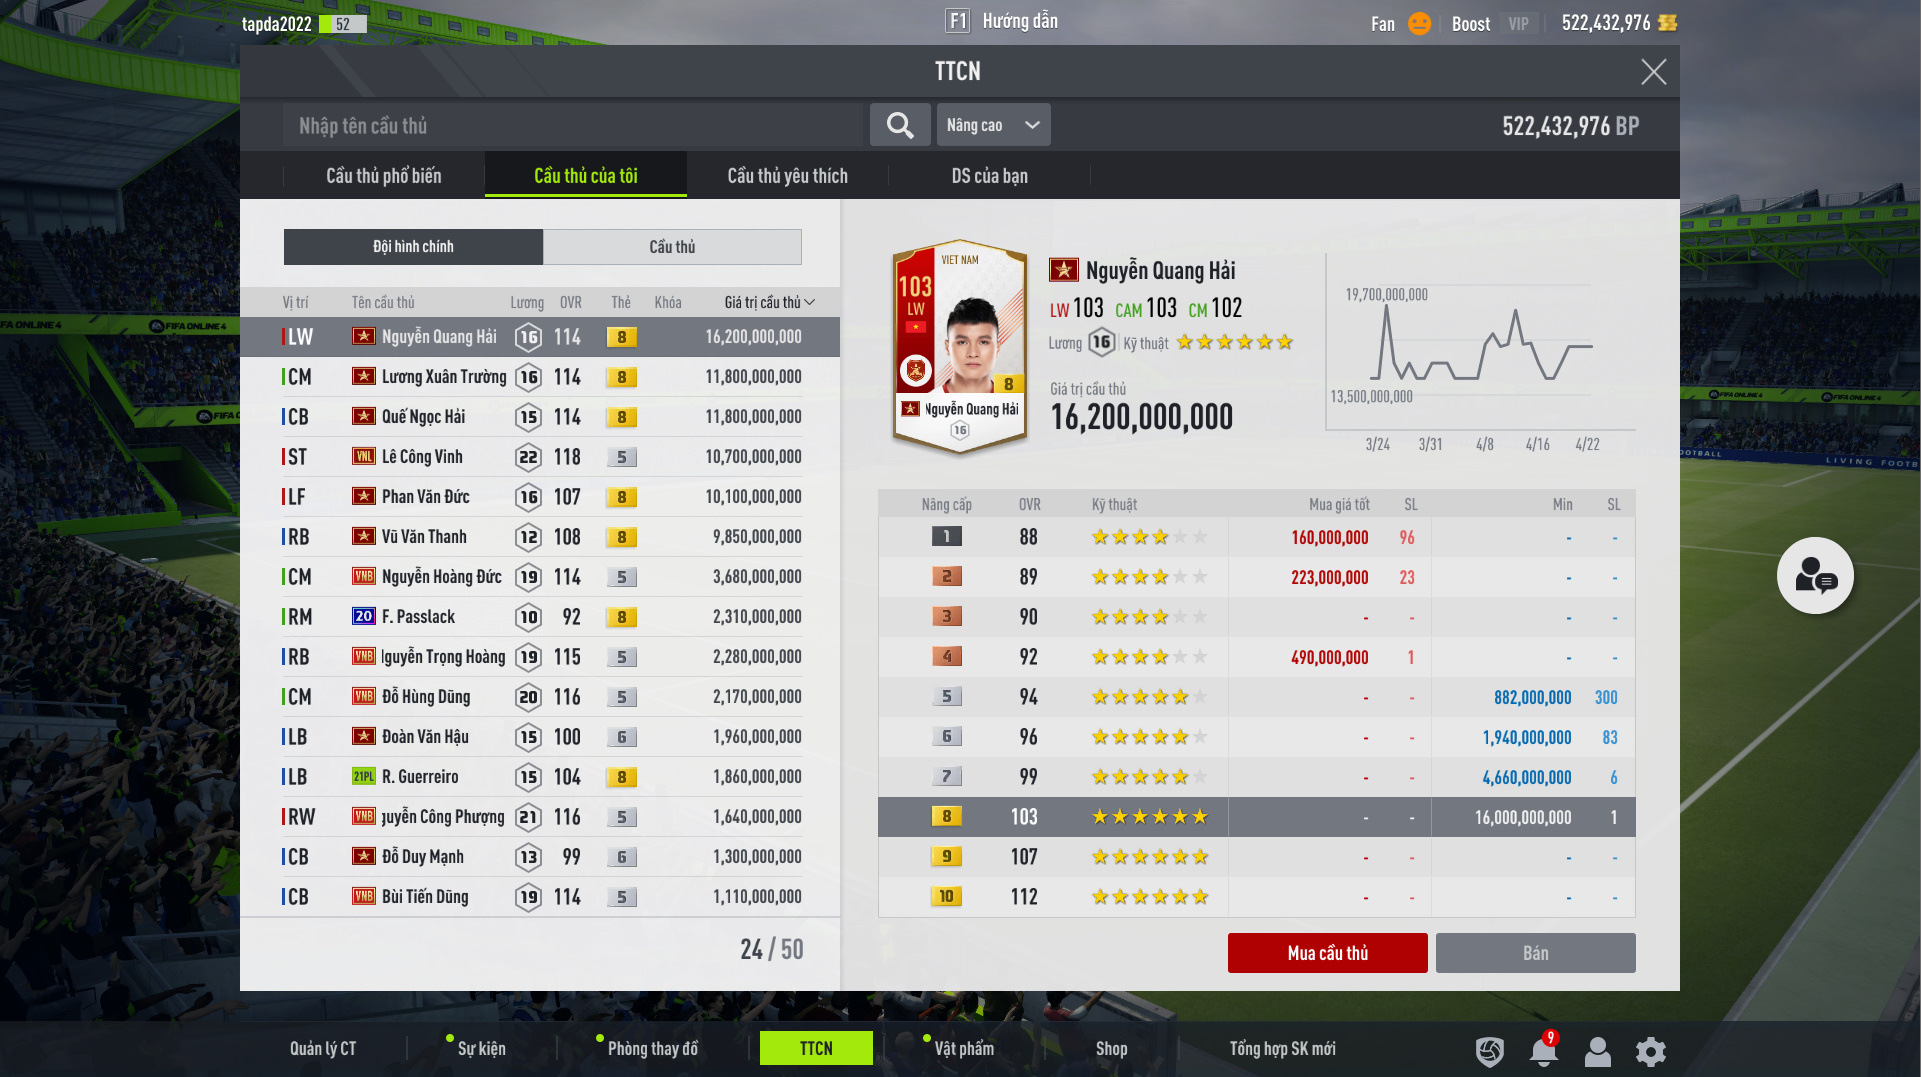 tapda2022 52
F1 Hướng dẫn
Fan Boost VIP 522,432,976
TTCN
Nhập tên cầu thủ Nâng cao 522,432,976 BP
Cầu thủ phổ biến Cầu thủ của tôi Cầu thủ yêu thích DS của bạn
Đội hình chính Cầu thủ
Vị trí Tên cầu thủ Lương OVR Thẻ Khóa Giá trị cầu thủ
LW Nguyễn Quang Hải 16 114 8 16,200,000,000
CM Lương Xuân Trường 16 114 8 11,800,000,000
CB Quế Ngọc Hải 15 114 8 11,800,000,000
ST VNL Lê Công Vinh 22 118 5 10,700,000,000
LF Phan Văn Đức 16 107 8 10,100,000,000
RB Vũ Văn Thanh 12 108 8 9,850,000,000
CM VNB Nguyễn Hoàng Đức 19 114 5 3,680,000,000
RM 20 F. Passlack 10 92 8 2,310,000,000
RB VNB Nguyễn Trọng Hoàng 19 115 5 2,280,000,000
CM VNB Đỗ Hùng Dũng 20 116 5 2,170,000,000
LB Đoàn Văn Hậu 15 100 6 1,960,000,000
LB 21PL R. Guerreiro 15 104 8 1,860,000,000
RW VNB guyễn Công Phượng 21 116 5 1,640,000,000
CB Đỗ Duy Mạnh 13 99 6 1,300,000,000
CB VNB Bùi Tiến Dũng 19 114 5 1,110,000,000
24 / 50
VIET NAM
103
LW
8
Nguyễn Quang Hải
16
Nguyễn Quang Hải
LW 103 CAM 103 CM 102
Lương 16 Kỹ thuật
Giá trị cầu thủ
16,200,000,000
19,700,000,000
13,500,000,000
3/24 3/31 4/8 4/16 4/22
Nâng cấp OVR Kỹ thuật Mua giá tốt SL Min SL
1 88 160,000,000 96 - -
2 89 223,000,000 23 - -
3 90 - - - -
4 92 490,000,000 1 - -
5 94 - - 882,000,000 300
6 96 - - 1,940,000,000 83
7 99 - - 4,660,000,000 6
8 103 - - 16,000,000,000 1
9 107 - - - -
10 112 - - - -
Mua cầu thủ Bán
Quản lý CT Sự kiện Phòng thay đồ TTCN Vật phẩm Shop Tổng hợp SK mới 9
FA ONLINE 4 FIFA ONLINE 4
LIVING FOOTB